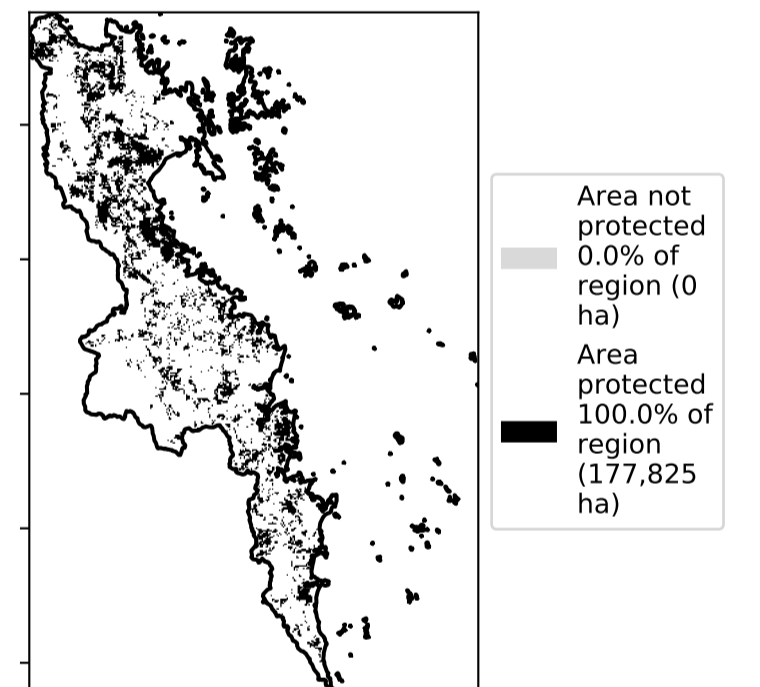 Area not
protected
0.0% of
region (0
ha)
Area
protected
100.0% of
region
(177,825
ha)